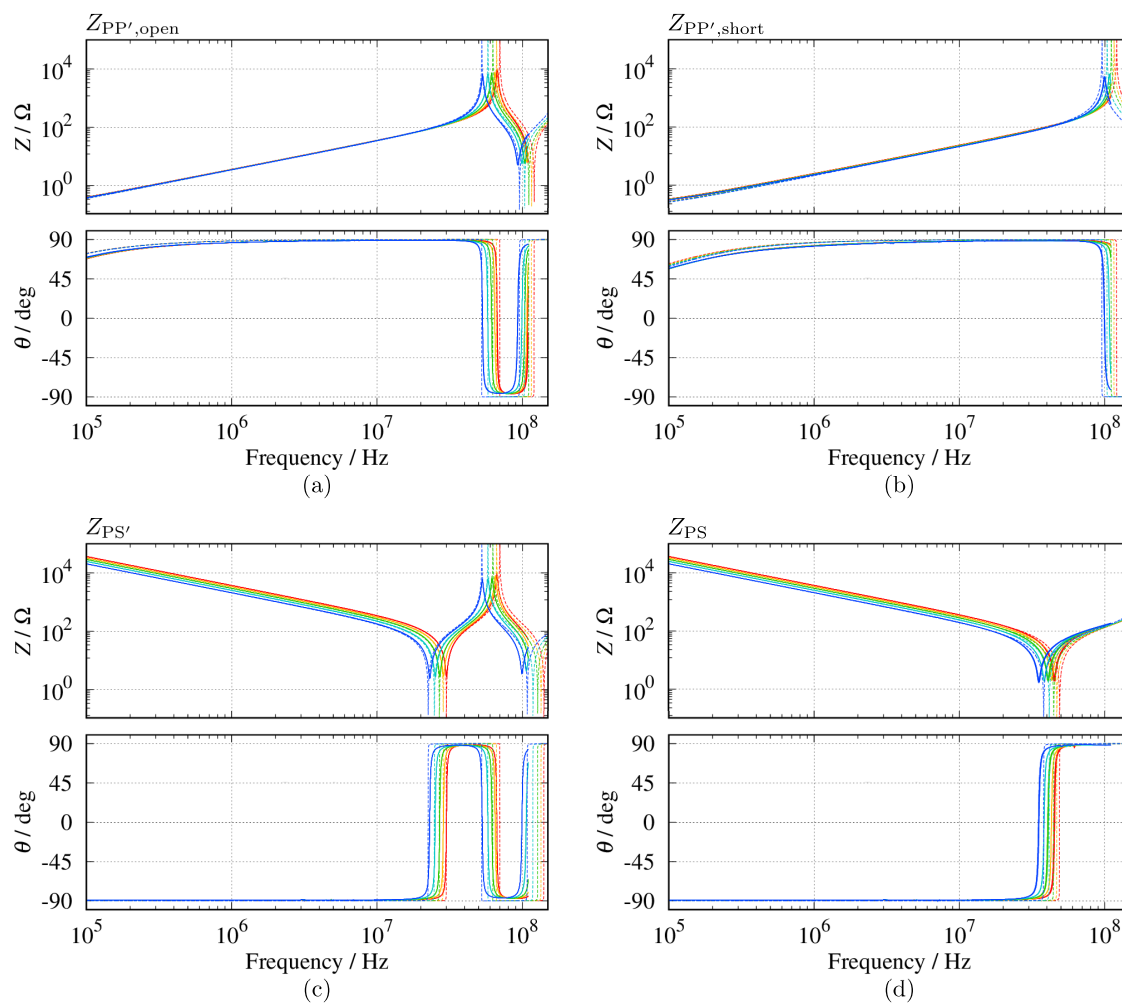 Z_PP′,open
Z / Ω
10^4
10^2
10^0
θ / deg
90
45
0
-45
-90
10^5 10^6 10^7 10^8
Frequency / Hz
(a)
Z_PP′,short
Z / Ω
10^4
10^2
10^0
θ / deg
90
45
0
-45
-90
10^5 10^6 10^7 10^8
Frequency / Hz
(b)
Z_PS′
Z / Ω
10^4
10^2
10^0
θ / deg
90
45
0
-45
-90
10^5 10^6 10^7 10^8
Frequency / Hz
(c)
Z_PS
Z / Ω
10^4
10^2
10^0
θ / deg
90
45
0
-45
-90
10^5 10^6 10^7 10^8
Frequency / Hz
(d)